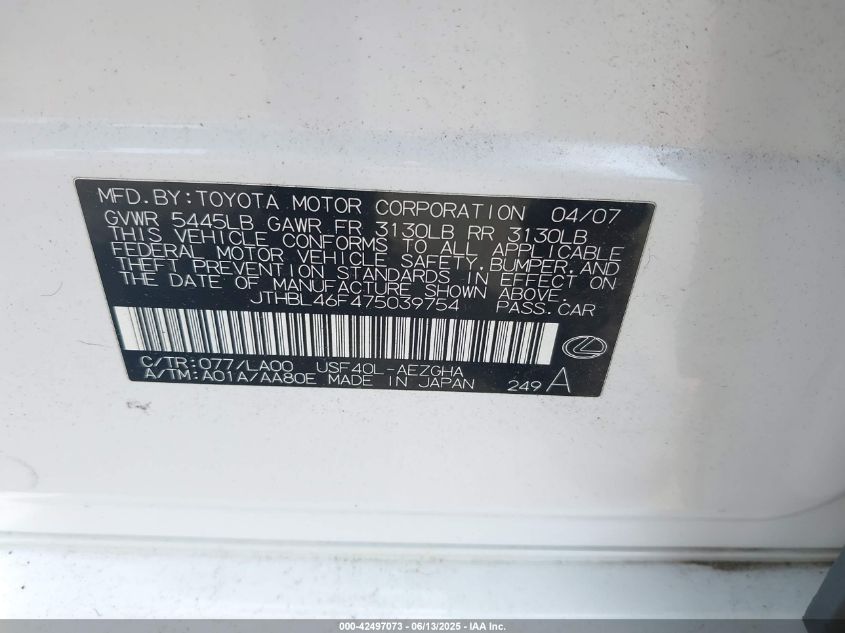 MFD.BY:TOYOTA MOTOR CORPORATION 04/07
GVWR 5445LB GAWR FR 3130LB RR 3130LB
THIS VEHICLE CONFORMS TO ALL APPLICABLE
FEDERAL MOTOR VEHICLE SAFETY,BUMPER,AND
THEFT PREVENTION STANDARDS IN EFFECT ON
THE DATE OF MANUFACTURE SHOWN ABOVE.
JTHBL46F475039754 PASS.CAR
C/TR:077/LA00 USF40L-AEZGHA
A/TM:A01A/AA80E MADE IN JAPAN 249 A
000-42497073 - 06/13/2025 - IAA Inc.